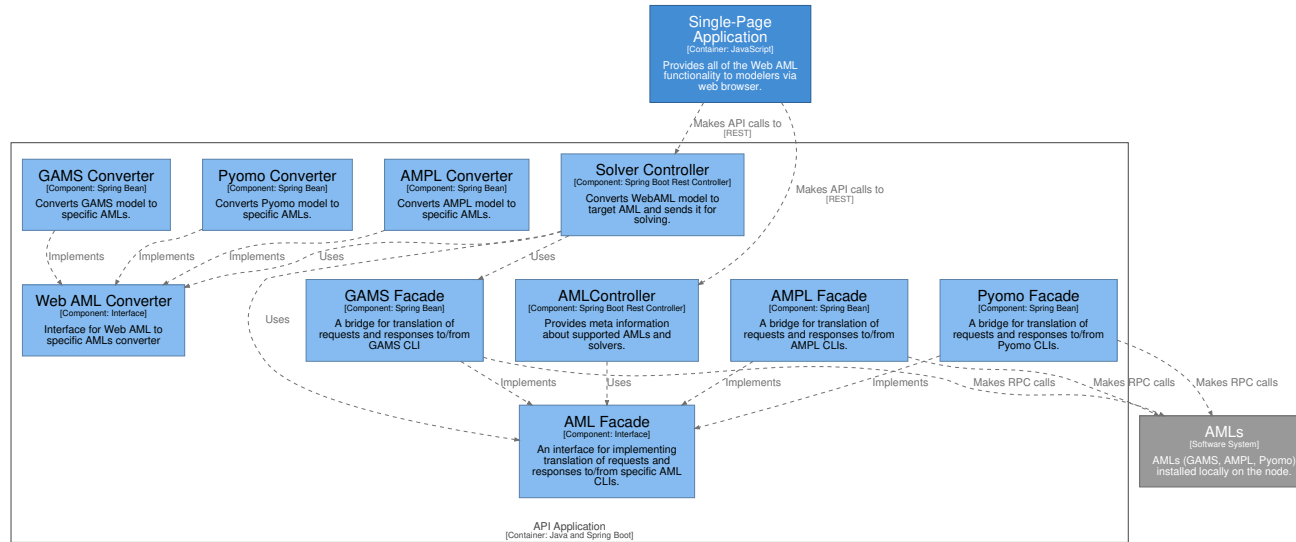 Single-Page
Application
[Container: JavaScript]
Provides all of the Web AML
functionality to modelers via
web browser.
Makes API calls to
[REST]
Makes API calls to
[REST]
GAMS Converter
[Component: Spring Bean]
Converts GAMS model to
specific AMLs.
Pyomo Converter
[Component: Spring Bean]
Converts Pyomo model to
specific AMLs.
AMPL Converter
[Component: Spring Bean]
Converts AMPL model to
specific AMLs.
Solver Controller
[Component: Spring Boot Rest Controller]
Converts WebAML model to
target AML and sends it for
solving.
Implements
Implements
Implements
Uses
Uses
Web AML Converter
[Component: Interface]
Interface for Web AML to
specific AMLs converter
Uses
GAMS Facade
[Component: Spring Bean]
A bridge for translation of
requests and responses to/from
GAMS CLI
AMLController
[Component: Spring Boot Rest Controller]
Provides meta information
about supported AMLs and
solvers.
AMPL Facade
[Component: Spring Bean]
A bridge for translation of
requests and responses to/from
AMPL CLIs.
Pyomo Facade
[Component: Spring Bean]
A bridge for translation of
requests and responses to/from
Pyomo CLIs.
Implements
Uses
Implements
Implements
Makes RPC calls
Makes RPC calls
Makes RPC calls
AML Facade
[Component: Interface]
An interface for implementing
translation of requests and
responses to/from specific AML
CLIs.
AMLs
[Software System]
AMLs (GAMS, AMPL, Pyomo)
installed locally on the node.
API Application
[Container: Java and Spring Boot]